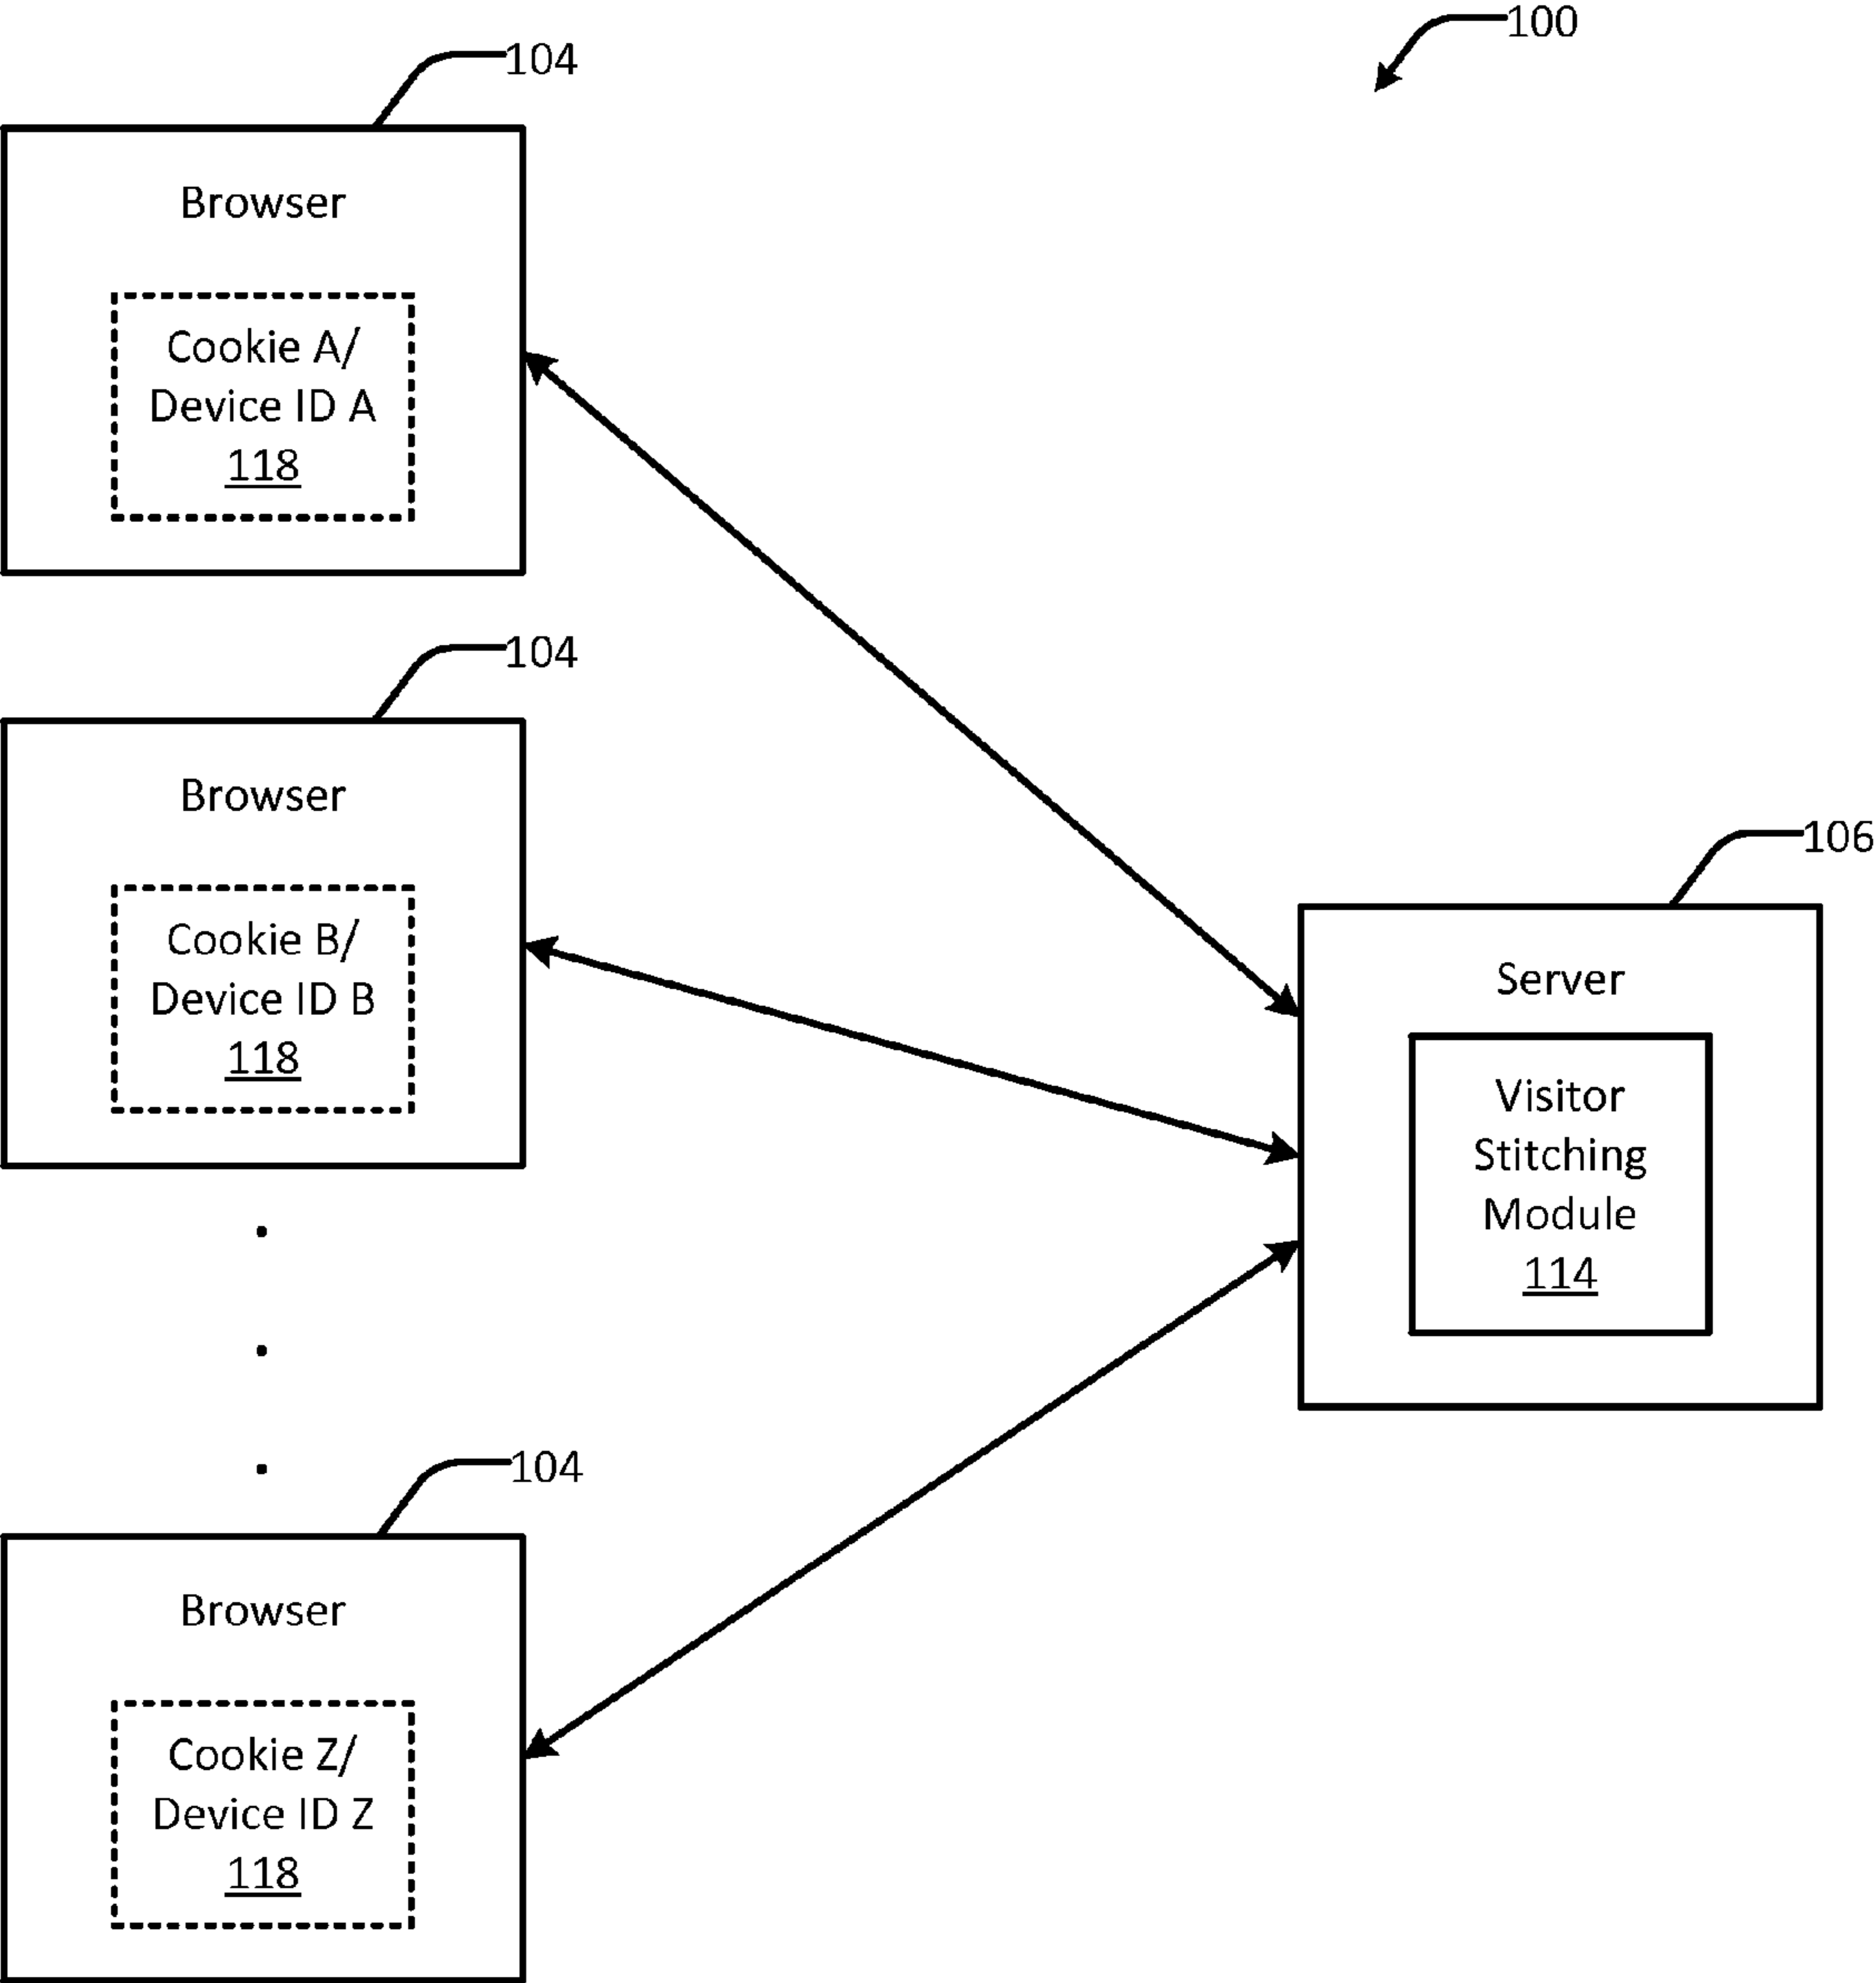 100
104
Browser
Cookie A/
Device ID A
118
104
Browser
Cookie B/
Device ID B
118
106
Server
Visitor
Stitching
Module
114
104
Browser
Cookie Z/
Device ID Z
118